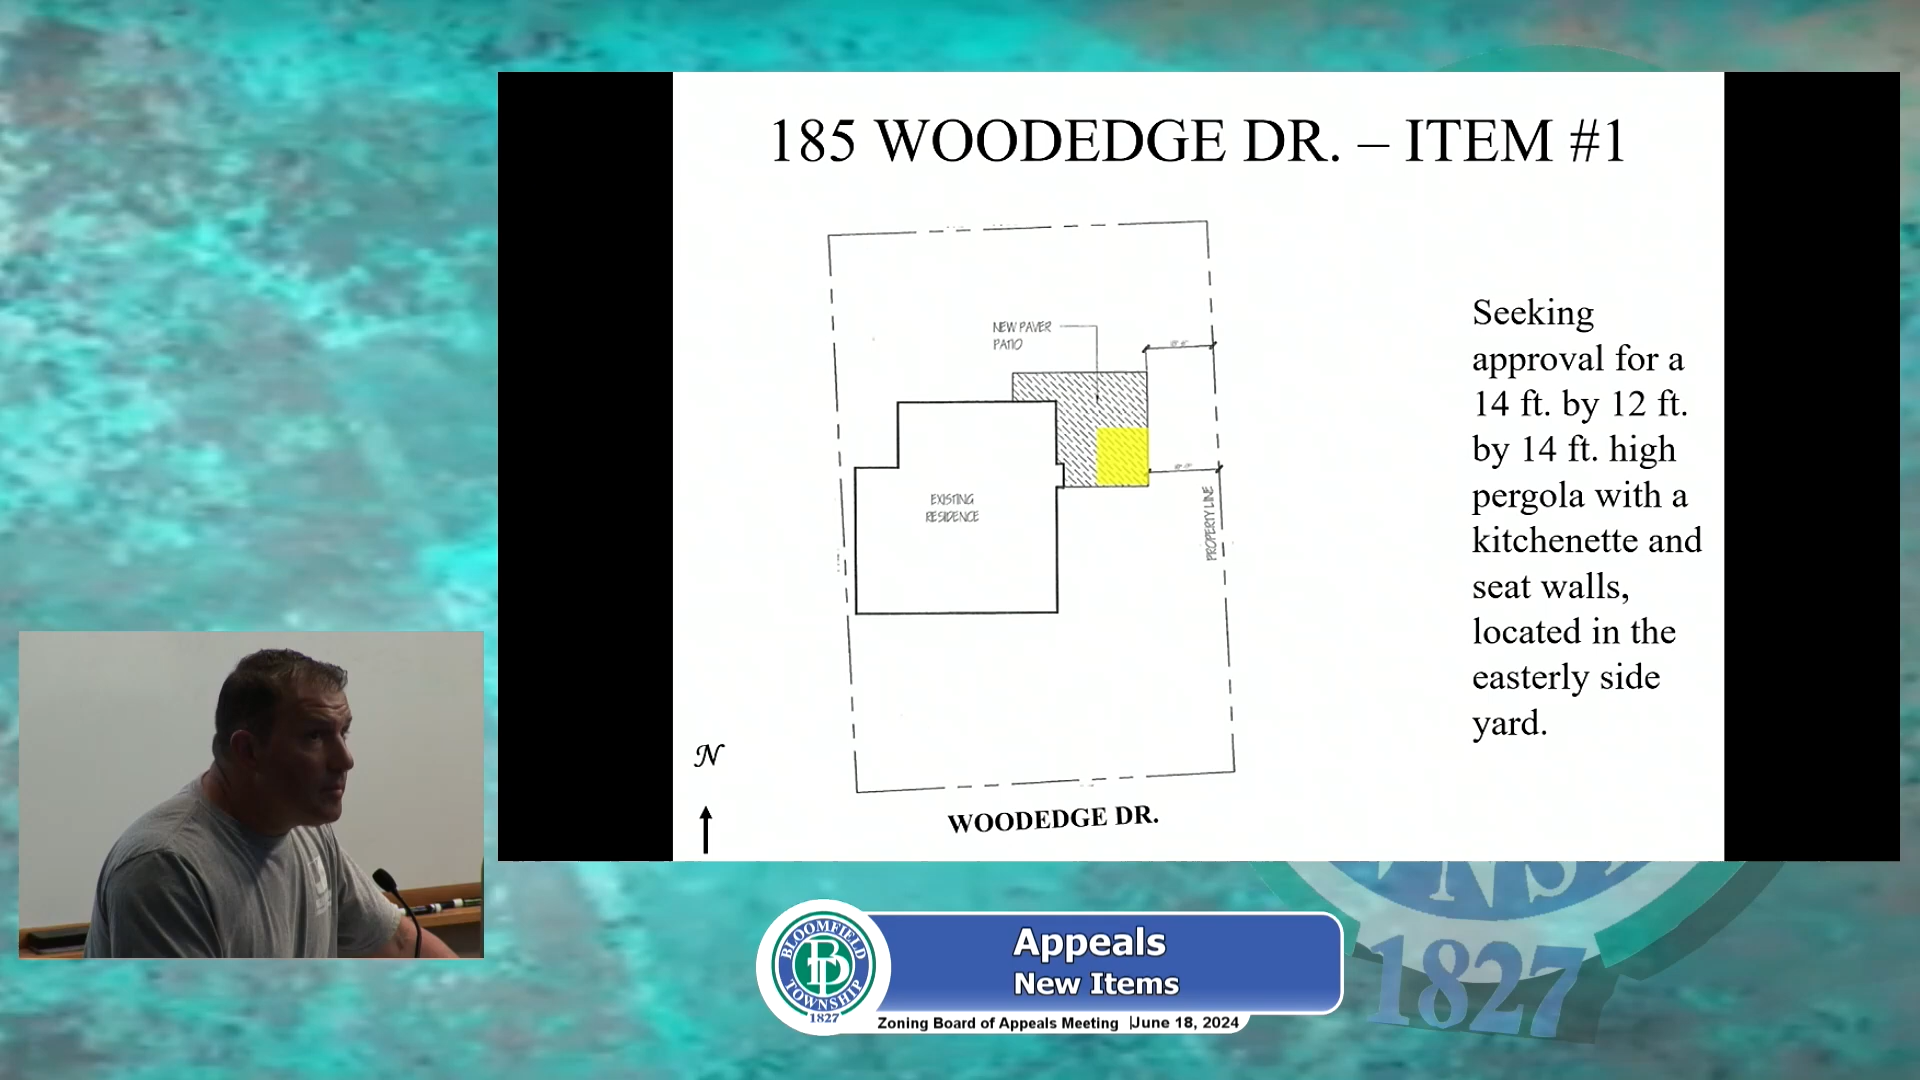 185 WOODEDGE DR. – ITEM #1
NEW PAVER
PATIO
EXISTING
RESIDENCE
PROPERTY LINE
Seeking
approval for a
14 ft. by 12 ft.
by 14 ft. high
pergola with a
kitchenette and
seat walls,
located in the
easterly side
yard.
N
WOODEDGE DR.
BLOOMFIELD
TOWNSHIP
1827
Appeals
New Items
Zoning Board of Appeals Meeting |June 18, 2024
1827